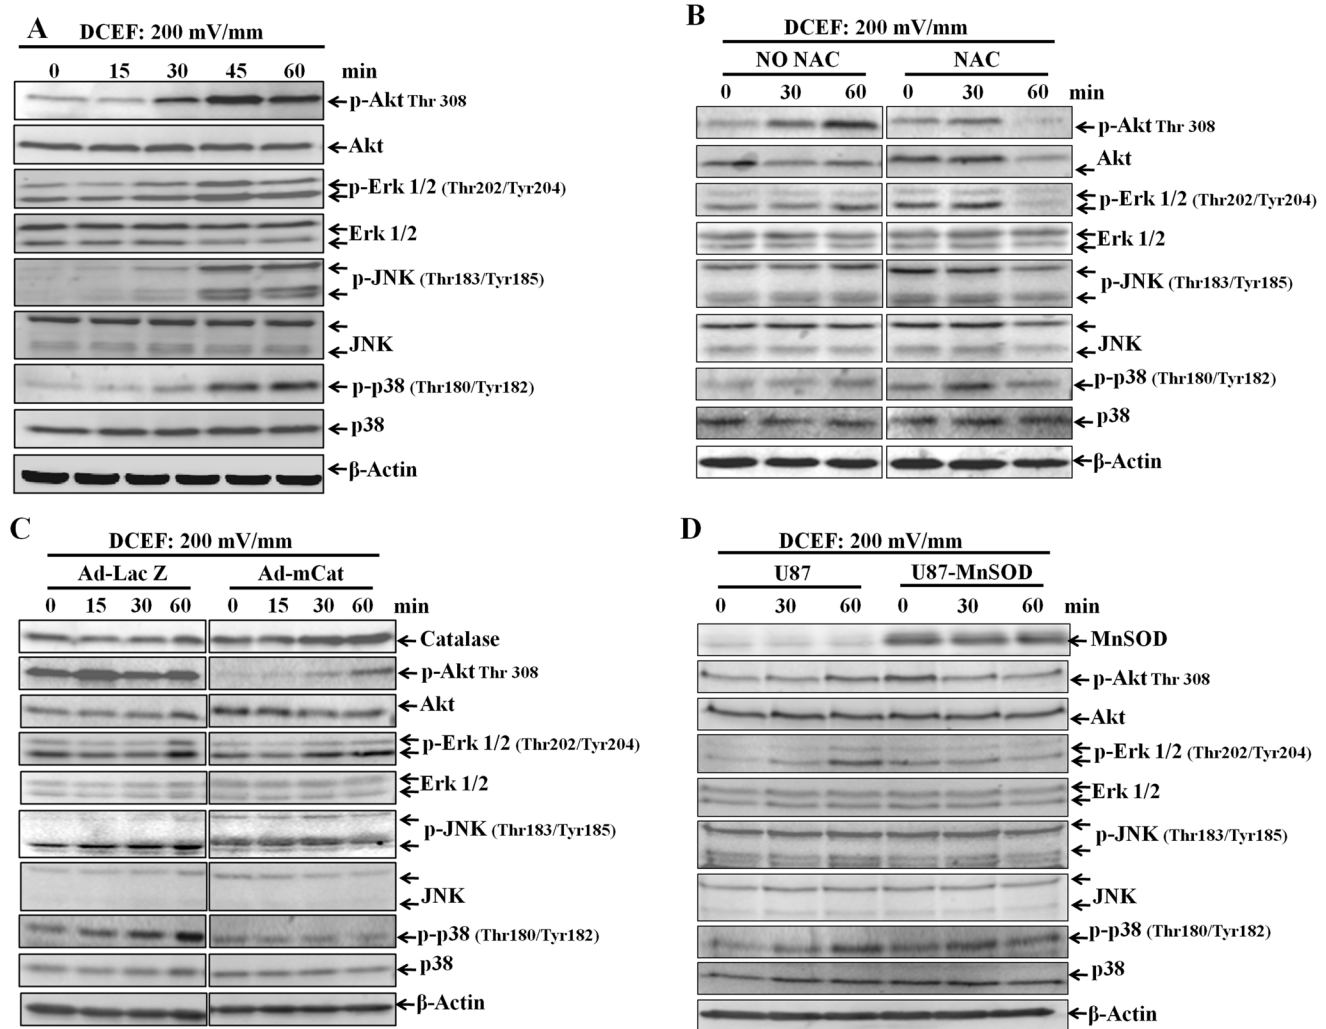 A
DCEF: 200 mV/mm
0 15 30 45 60 min
p-Akt Thr 308
Akt
p-Erk 1/2 (Thr202/Tyr204)
Erk 1/2
p-JNK (Thr183/Tyr185)
JNK
p-p38 (Thr180/Tyr182)
p38
β-Actin
B
DCEF: 200 mV/mm
NO NAC NAC
0 30 60 0 30 60 min
p-Akt Thr 308
Akt
p-Erk 1/2 (Thr202/Tyr204)
Erk 1/2
p-JNK (Thr183/Tyr185)
JNK
p-p38 (Thr180/Tyr182)
p38
β-Actin
C
DCEF: 200 mV/mm
Ad-Lac Z Ad-mCat
0 15 30 60 0 15 30 60 min
Catalase
p-Akt Thr 308
Akt
p-Erk 1/2 (Thr202/Tyr204)
Erk 1/2
p-JNK (Thr183/Tyr185)
JNK
p-p38 (Thr180/Tyr182)
p38
β-Actin
D
DCEF: 200 mV/mm
U87 U87-MnSOD
0 30 60 0 30 60 min
MnSOD
p-Akt Thr 308
Akt
p-Erk 1/2 (Thr202/Tyr204)
Erk 1/2
p-JNK (Thr183/Tyr185)
JNK
p-p38 (Thr180/Tyr182)
p38
β-Actin